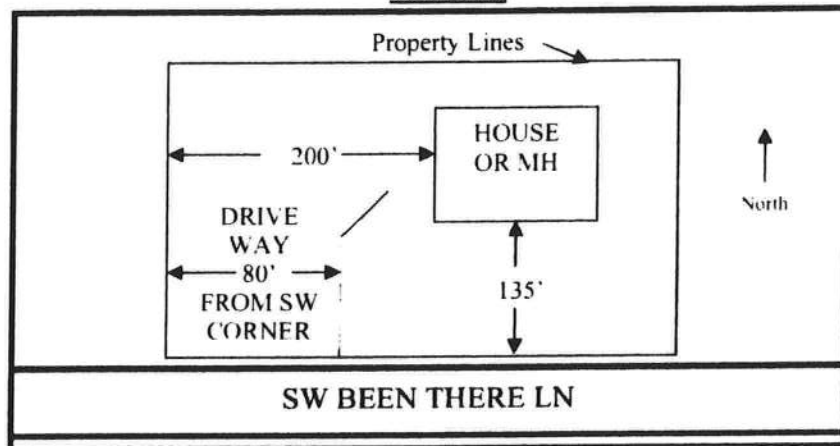 Property Lines
HOUSE
OR MH
200'
North
DRIVE
WAY
80'
135'
FROM SW
CORNER
SW BEEN THERE LN